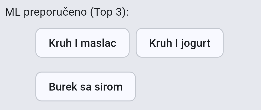 ML preporučeno (Top 3):
Kruh I maslac Kruh I jogurt
Burek sa sirom